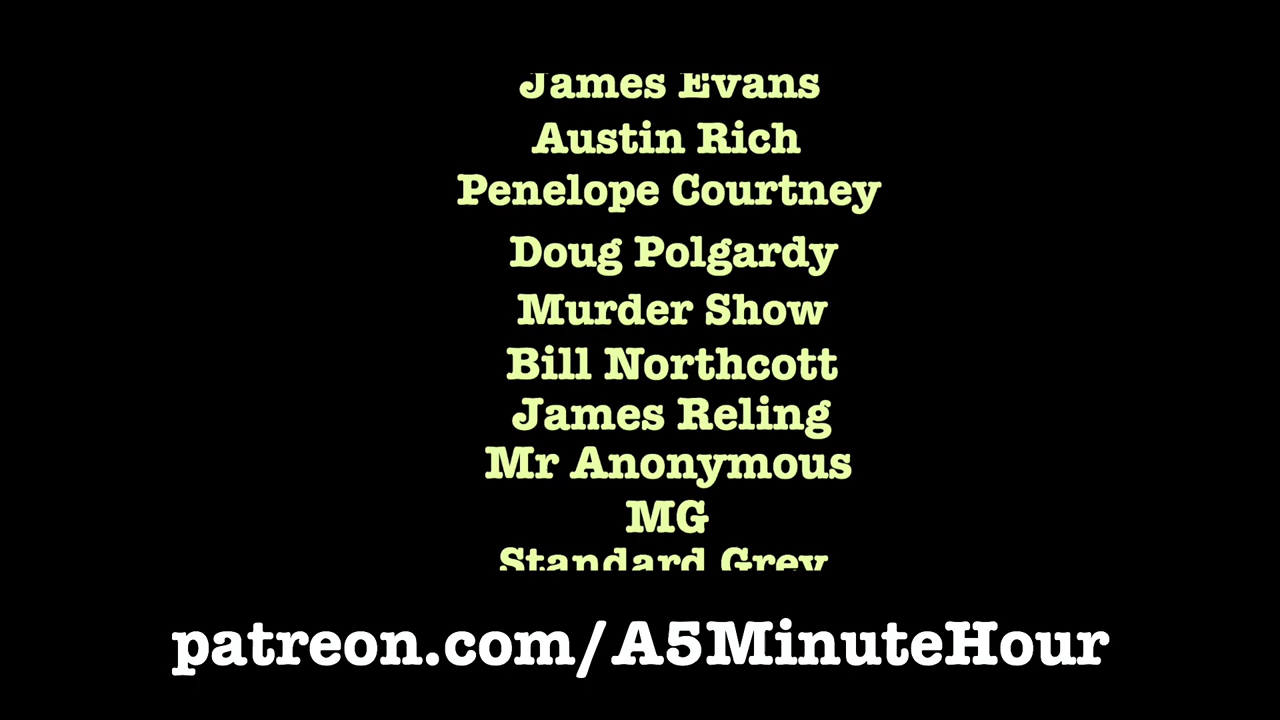 James Evans
Austin Rich
Penelope Courtney
Doug Polgardy
Murder Show
Bill Northcott
James Reling
Mr Anonymous
MG
Standard Grey
patreon.com/A5MinuteHour